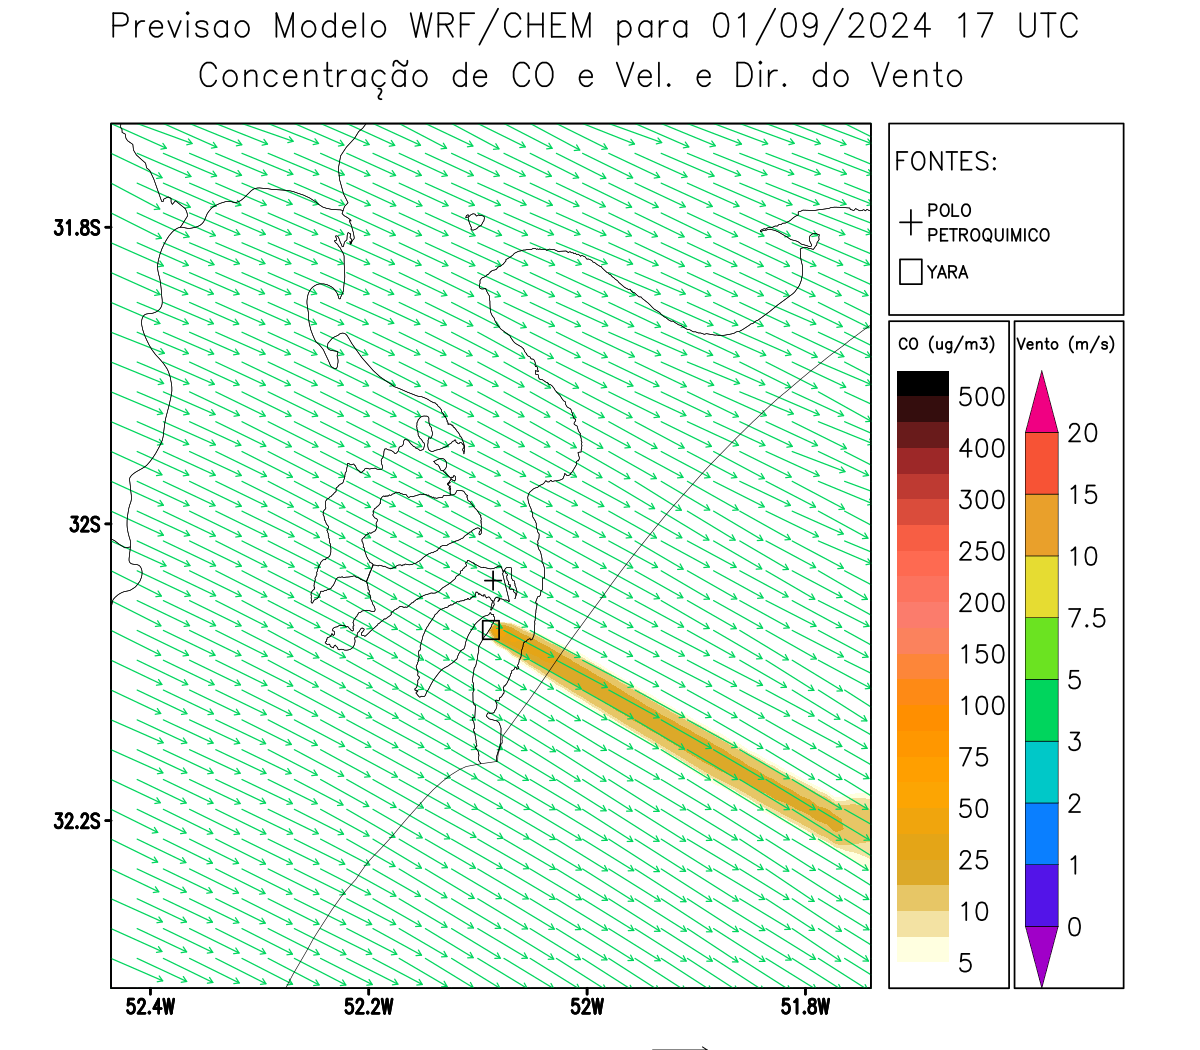 Previsao Modelo WRF/CHEM para 01/09/2024 17 UTC
Concentração de CO e Vel. e Dir. do Vento
FONTES:
POLO
PETROQUIMICO
YARA
31.8S
32S
32.2S
52.4W
52.2W
52W
51.8W
CO (ug/m3)
500
400
300
250
200
150
100
75
50
25
10
5
Vento (m/s)
20
15
10
7.5
5
3
2
1
0